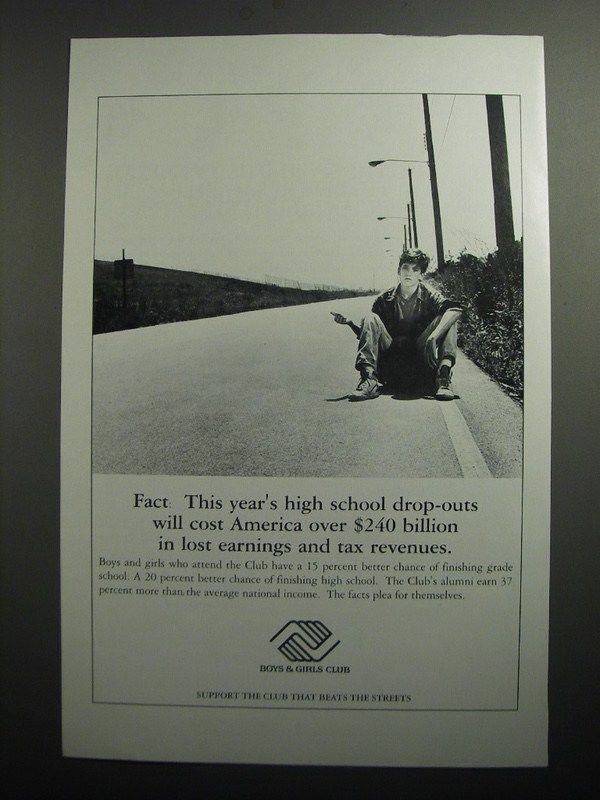 Fact: This year's high school drop-outs
will cost America over $240 billion
in lost earnings and tax revenues.
Boys and girls who attend the Club have a 15 percent better chance of finishing grade
school. A 20 percent better chance of finishing high school. The Club's alumni earn 37
percent more than the average national income. The facts plea for themselves.
BOYS & GIRLS CLUB
SUPPORT THE CLUB THAT BEATS THE STREETS